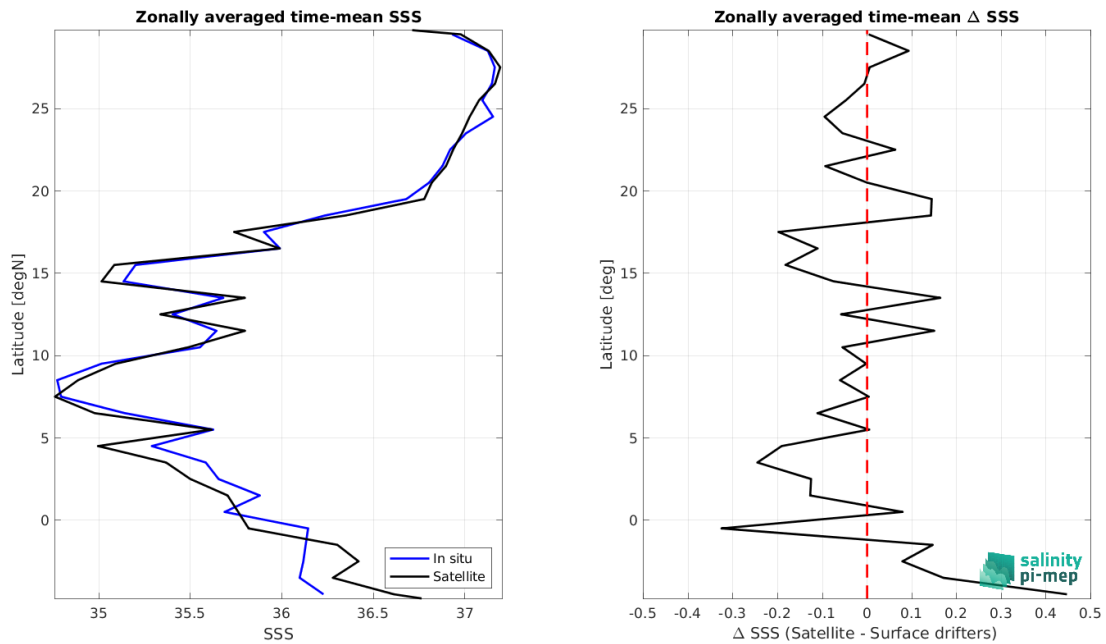 Zonally averaged time-mean SSS
Latitude [degN]
25
20
15
10
5
0
35
35.5
36
36.5
37
SSS
In situ
Satellite
Zonally averaged time-mean Δ SSS
Latitude [deg]
25
20
15
10
5
0
-0.5
-0.4
-0.3
-0.2
-0.1
0
0.1
0.2
0.3
0.4
0.5
Δ SSS (Satellite - Surface drifters)
salinity
pi-mep